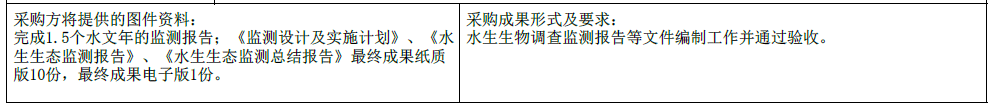 采购方将提供的图件资料：
完成1.5个水文年的监测报告；《监测设计及实施计划》、《水
生生态监测报告》、《水生生态监测总结报告》最终成果纸质
版10份，最终成果电子版1份。
采购成果形式及要求：
水生生物调查监测报告等文件编制工作并通过验收。